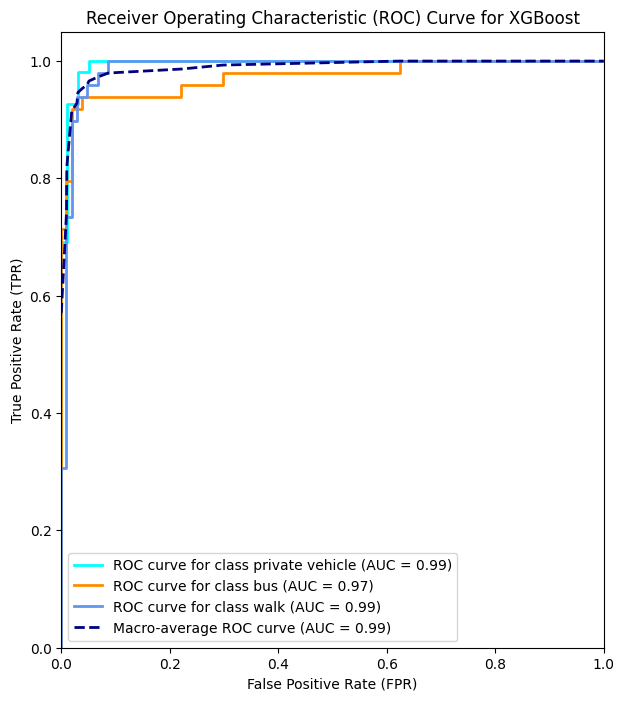 Receiver Operating Characteristic (ROC) Curve for XGBoost
1.0
0.8
0.6
0.4
0.2
0.0
True Positive Rate (TPR)
ROC curve for class private vehicle (AUC = 0.99)
ROC curve for class bus (AUC = 0.97)
ROC curve for class walk (AUC = 0.99)
Macro-average ROC curve (AUC = 0.99)
0.0 0.2 0.4 0.6 0.8 1.0
False Positive Rate (FPR)